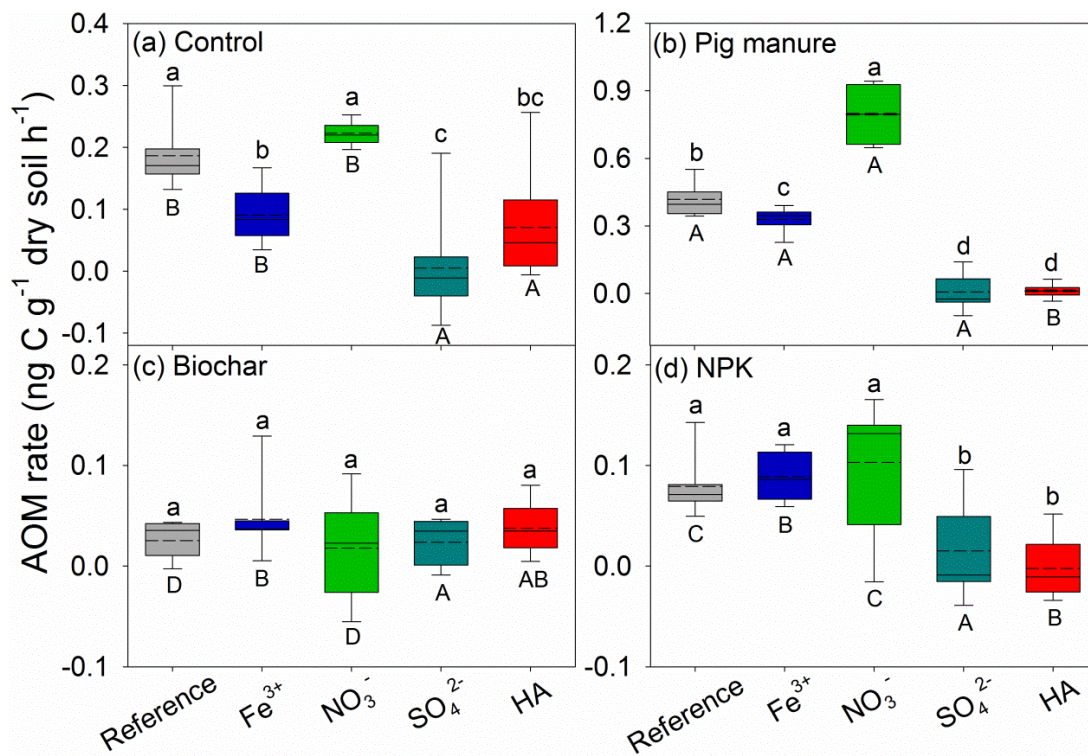 AOM rate (ng C g⁻¹ dry soil h⁻¹)
(a) Control
0.4
0.3
0.2
0.1
0.0
-0.1
a b a c bc
B B B A A
(b) Pig manure
1.2
0.9
0.6
0.3
0.0
b c a d d
A A A A B
(c) Biochar
0.2
0.1
0.0
-0.1
a a a a a
D B D A AB
(d) NPK
0.2
0.1
0.0
-0.1
a a a b b
C B C A B
Reference Fe³⁺ NO₃⁻ SO₄²⁻ HA
Reference Fe³⁺ NO₃⁻ SO₄²⁻ HA